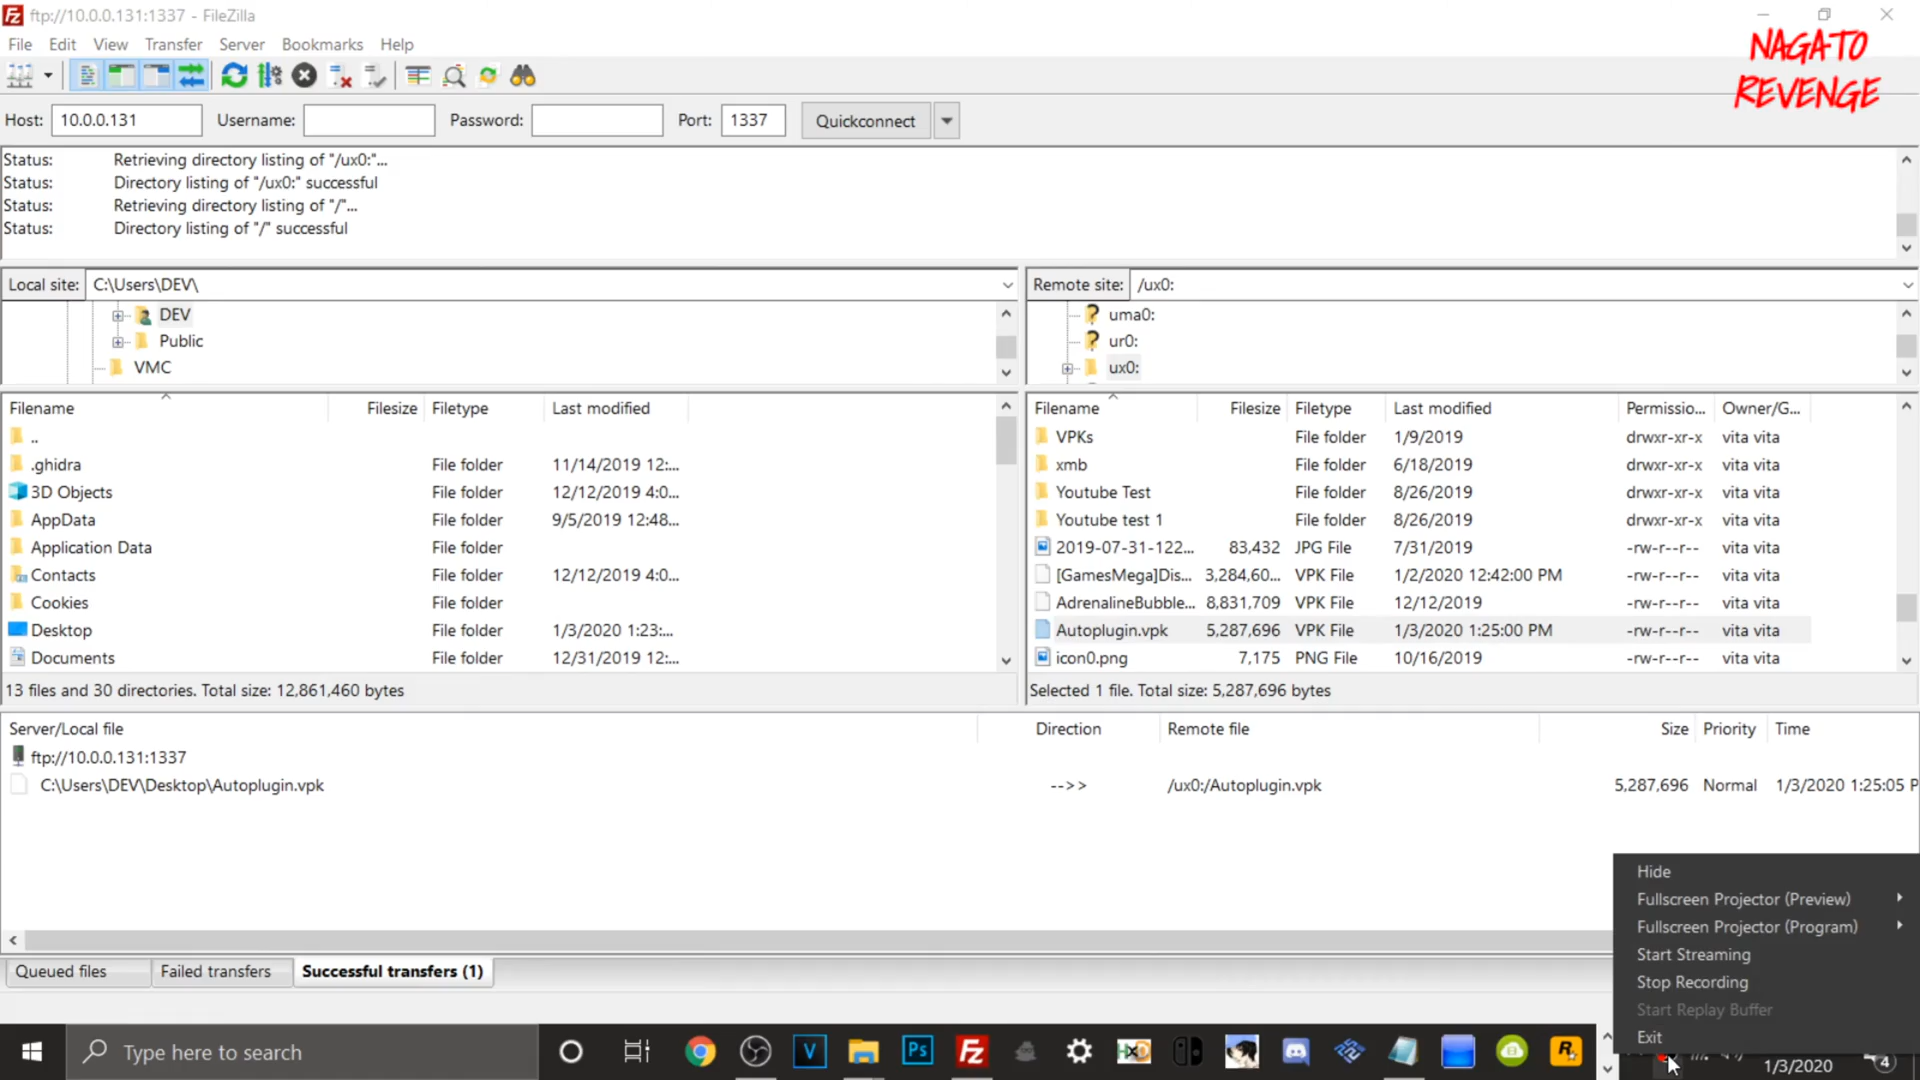 ftp://10.0.0.131:1337 - FileZilla
NAGATO
REVENGE
File Edit View Transfer Server Bookmarks Help
Host: 10.0.0.131 Username: Password: Port: 1337 Quickconnect
Status: Retrieving directory listing of "/ux0:"...
Status: Directory listing of "/ux0:" successful
Status: Retrieving directory listing of "/"...
Status: Directory listing of "/" successful
Local site: C:\Users\DEV\
DEV
Public
VMC
Remote site: /ux0:
uma0:
ur0:
ux0:
Filename Filesize Filetype Last modified
..
.ghidra File folder 11/14/2019 12:...
3D Objects File folder 12/12/2019 4:0...
AppData File folder 9/5/2019 12:48...
Application Data File folder
Contacts File folder 12/12/2019 4:0...
Cookies File folder
Desktop File folder 1/3/2020 1:23:...
Documents File folder 12/31/2019 12:...
13 files and 30 directories. Total size: 12,861,460 bytes
Filename Filesize Filetype Last modified Permissio... Owner/G...
VPKs File folder 1/9/2019 drwxr-xr-x vita vita
xmb File folder 6/18/2019 drwxr-xr-x vita vita
Youtube Test File folder 8/26/2019 drwxr-xr-x vita vita
Youtube test 1 File folder 8/26/2019 drwxr-xr-x vita vita
2019-07-31-122... 83,432 JPG File 7/31/2019 -rw-r--r-- vita vita
[GamesMega]Dis... 3,284,60... VPK File 1/2/2020 12:42:00 PM -rw-r--r-- vita vita
AdrenalineBubble... 8,831,709 VPK File 12/12/2019 -rw-r--r-- vita vita
Autoplugin.vpk 5,287,696 VPK File 1/3/2020 1:25:00 PM -rw-r--r-- vita vita
icon0.png 7,175 PNG File 10/16/2019 -rw-r--r-- vita vita
Selected 1 file. Total size: 5,287,696 bytes
Server/Local file Direction Remote file Size Priority Time
ftp://10.0.0.131:1337
C:\Users\DEV\Desktop\Autoplugin.vpk -->> /ux0:/Autoplugin.vpk 5,287,696 Normal 1/3/2020 1:25:05 P
Hide
Fullscreen Projector (Preview)
Fullscreen Projector (Program)
Start Streaming
Stop Recording
Start Replay Buffer
Exit
Queued files Failed transfers Successful transfers (1)
Type here to search
V
Ps
Fz
HxD
R
1/3/2020
4